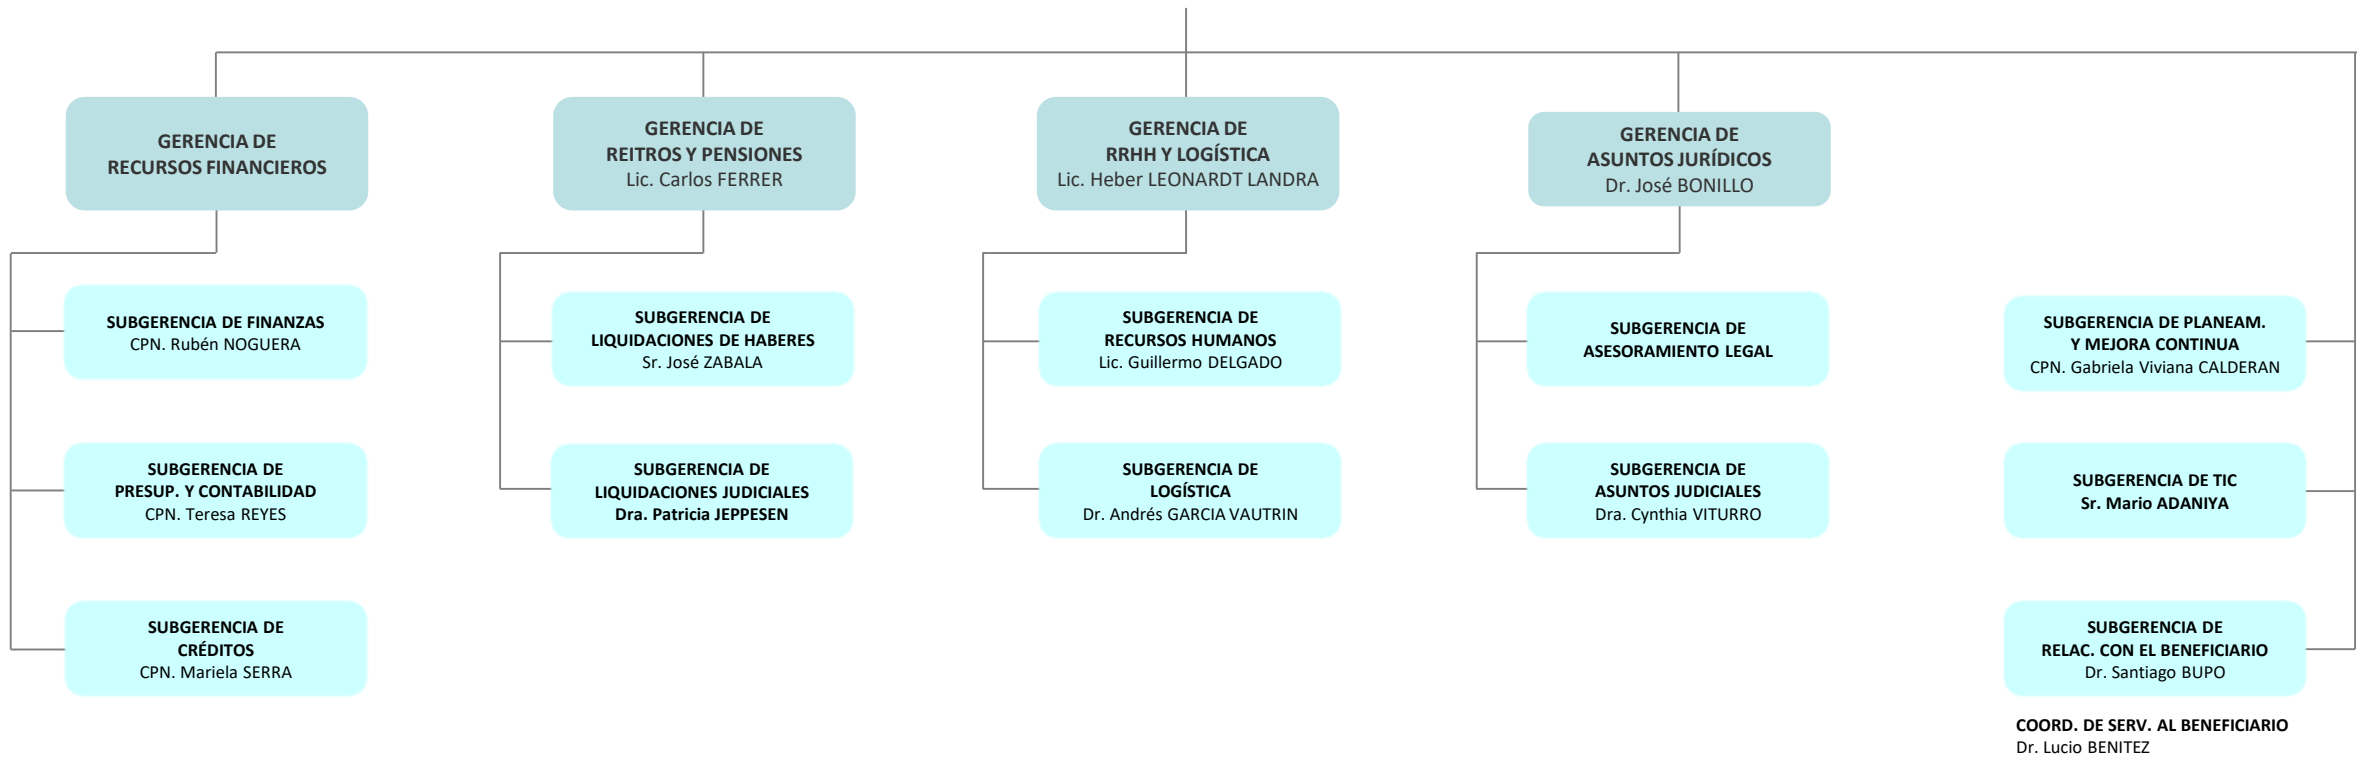 GERENCIA DE
RECURSOS FINANCIEROS
GERENCIA DE
REITROS Y PENSIONES
Lic. Carlos FERRER
GERENCIA DE
RRHH Y LOGÍSTICA
Lic. Heber LEONARDT LANDRA
GERENCIA DE
ASUNTOS JURÍDICOS
Dr. José BONILLO
SUBGERENCIA DE FINANZAS
CPN. Rubén NOGUERA
SUBGERENCIA DE
LIQUIDACIONES DE HABERES
Sr. José ZABALA
SUBGERENCIA DE
RECURSOS HUMANOS
Lic. Guillermo DELGADO
SUBGERENCIA DE
ASESORAMIENTO LEGAL
SUBGERENCIA DE PLANEAM.
Y MEJORA CONTINUA
CPN. Gabriela Viviana CALDERAN
SUBGERENCIA DE
PRESUP. Y CONTABILIDAD
CPN. Teresa REYES
SUBGERENCIA DE
LIQUIDACIONES JUDICIALES
Dra. Patricia JEPPESEN
SUBGERENCIA DE
LOGÍSTICA
Dr. Andrés GARCIA VAUTRIN
SUBGERENCIA DE
ASUNTOS JUDICIALES
Dra. Cynthia VITURRO
SUBGERENCIA DE TIC
Sr. Mario ADANIYA
SUBGERENCIA DE
CRÉDITOS
CPN. Mariela SERRA
SUBGERENCIA DE
RELAC. CON EL BENEFICIARIO
Dr. Santiago BUPO
COORD. DE SERV. AL BENEFICIARIO
Dr. Lucio BENITEZ